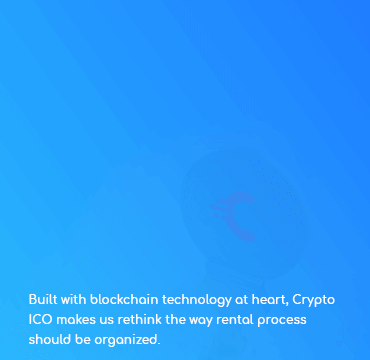 Built with blockchain technology at heart, Crypto
ICO makes us rethink the way rental process
should be organized.